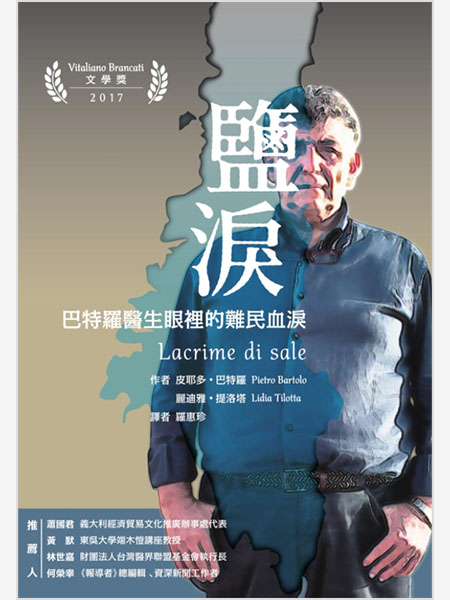 Vitaliano Brancati
文學獎
2017
鹽淚
巴特羅醫生眼裡的難民血淚
Lacrime di sale
作者 皮耶多・巴特羅 Pietro Bartolo
麗迪雅・提洛塔 Lidia Tilotta
譯者 羅惠珍
推薦人
蕭國君 義大利經濟貿易文化推廣辦事處代表
黃默 東吳大學端木愷講座教授
林世嘉 財團法人台灣醫界聯盟基金會執行長
何榮幸 《報導者》總編輯、資深新聞工作者